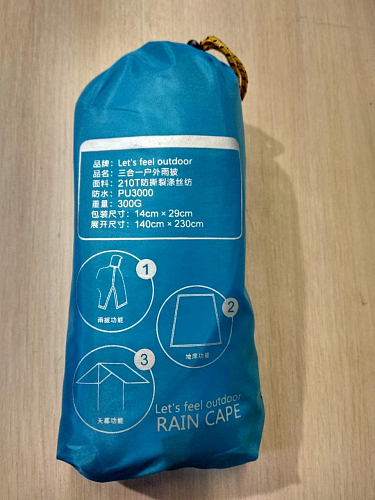 品牌：Let's feel outdoor
品名：三合一户外雨披
面料：210T防撕裂涤丝纺
防水：PU3000
重量：300G
包装尺寸：14cm × 29cm
展开尺寸：140cm × 230cm
1
雨披功能
2
地席功能
3
天幕功能
Let's feel outdoor
RAIN CAPE